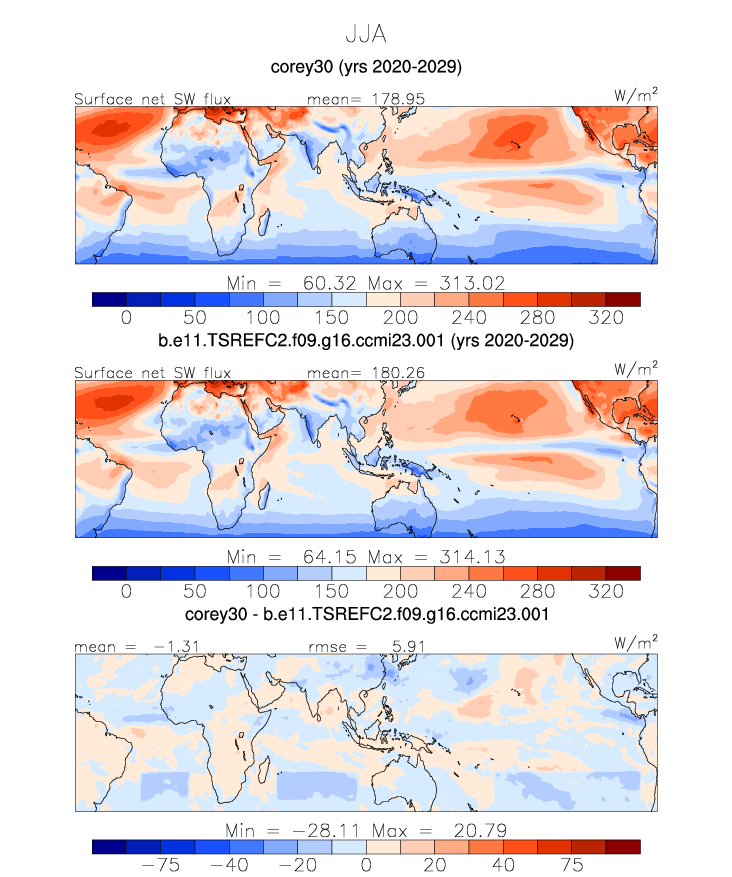 JJA
corey30 (yrs 2020-2029)
Surface net SW flux mean= 178.95 W/m²
Min = 60.32 Max = 313.02
0 50 100 150 200 240 280 320
b.e11.TSREFC2.f09.g16.ccmi23.001 (yrs 2020-2029)
Surface net SW flux mean= 180.26 W/m²
Min = 64.15 Max = 314.13
0 50 100 150 200 240 280 320
corey30 - b.e11.TSREFC2.f09.g16.ccmi23.001
mean = -1.31 rmse = 5.91 W/m²
Min = -28.11 Max = 20.79
-75 -40 -20 0 20 40 75